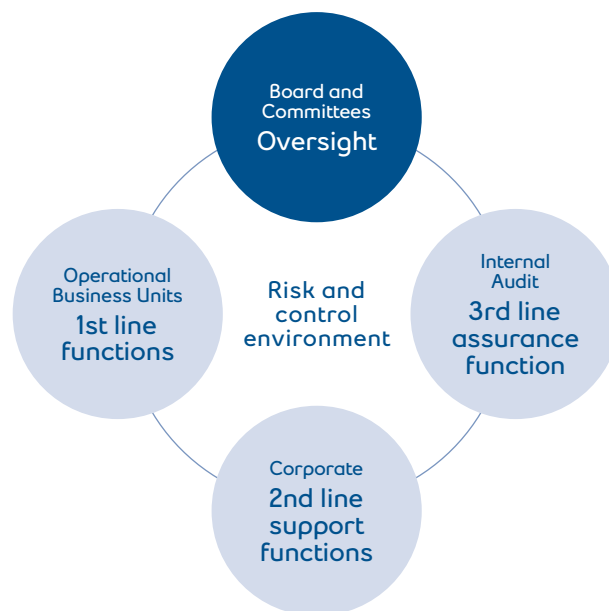 Board and
Committees
Oversight
Operational
Business Units
1st line
functions
Risk and
control
environment
Internal
Audit
3rd line
assurance
function
Corporate
2nd line
support
functions